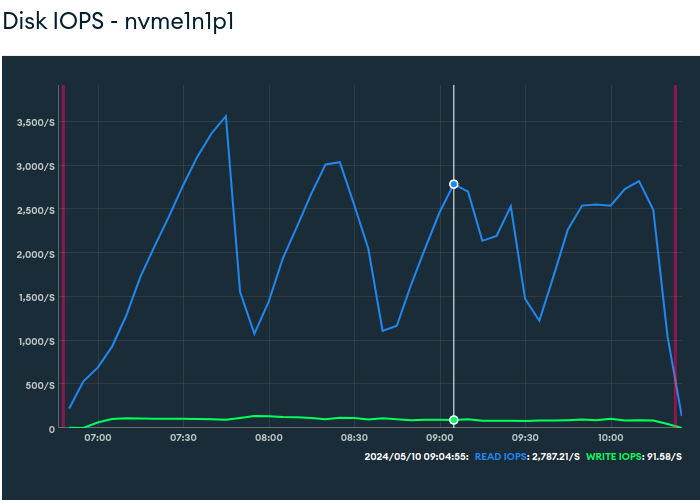 Disk IOPS - nvme1n1p1
3,500/S
3,000/S
2,500/S
2,000/S
1,500/S
1,000/S
500/S
0
07:00 07:30 08:00 08:30 09:00 09:30 10:00
2024/05/10 09:04:55: READ IOPS: 2,787.21/S WRITE IOPS: 91.58/S